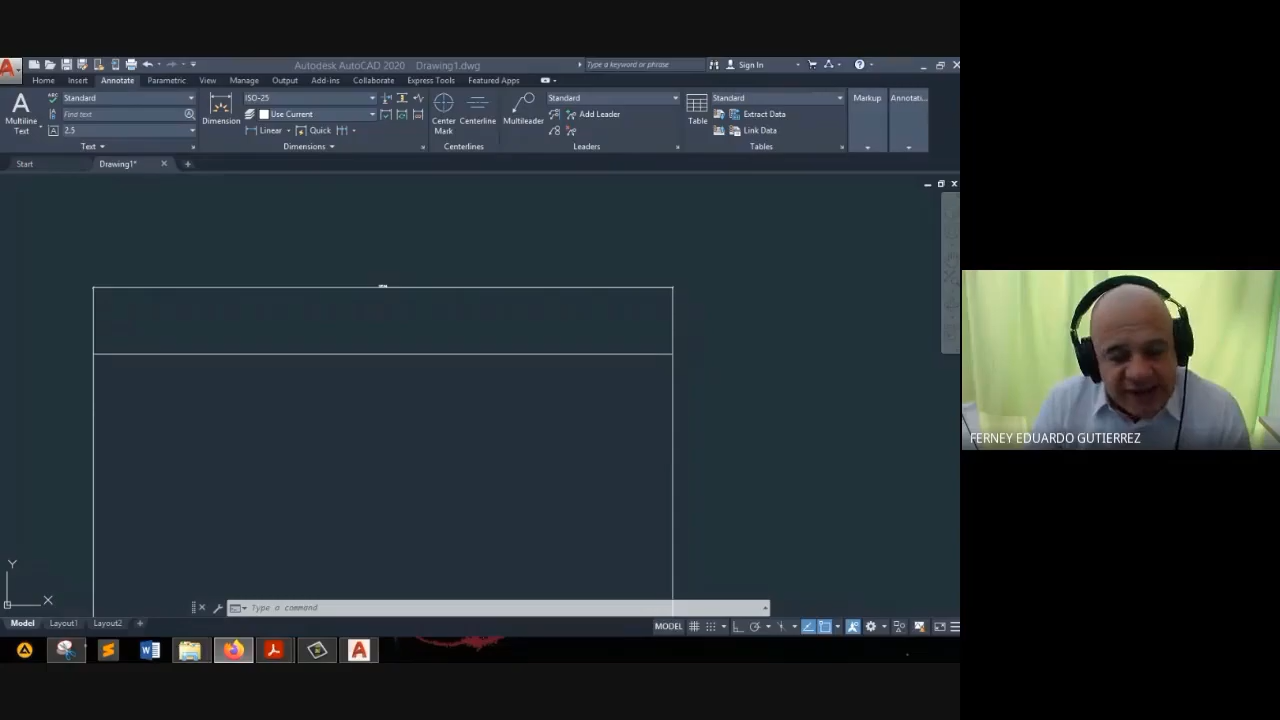 Autodesk AutoCAD 2020 Drawing1.dwg
Type a keyword or phrase
Sign In
Home Insert Annotate Parametric View Manage Output Add-ins Collaborate Express Tools Featured Apps
Standard
ISO-25
Standard
Standard
Markup
Annotati...
Find text
Use Current
Add Leader
Extract Data
Multiline
Text
Dimension
Center
Mark
Centerline
Multileader
Table
2.5
Linear
Quick
Link Data
Text
Dimensions
Centerlines
Leaders
Tables
Start
Drawing1*
FERNEY EDUARDO GUTIERREZ
Y
X
Type a command
Model Layout1 Layout2
MODEL